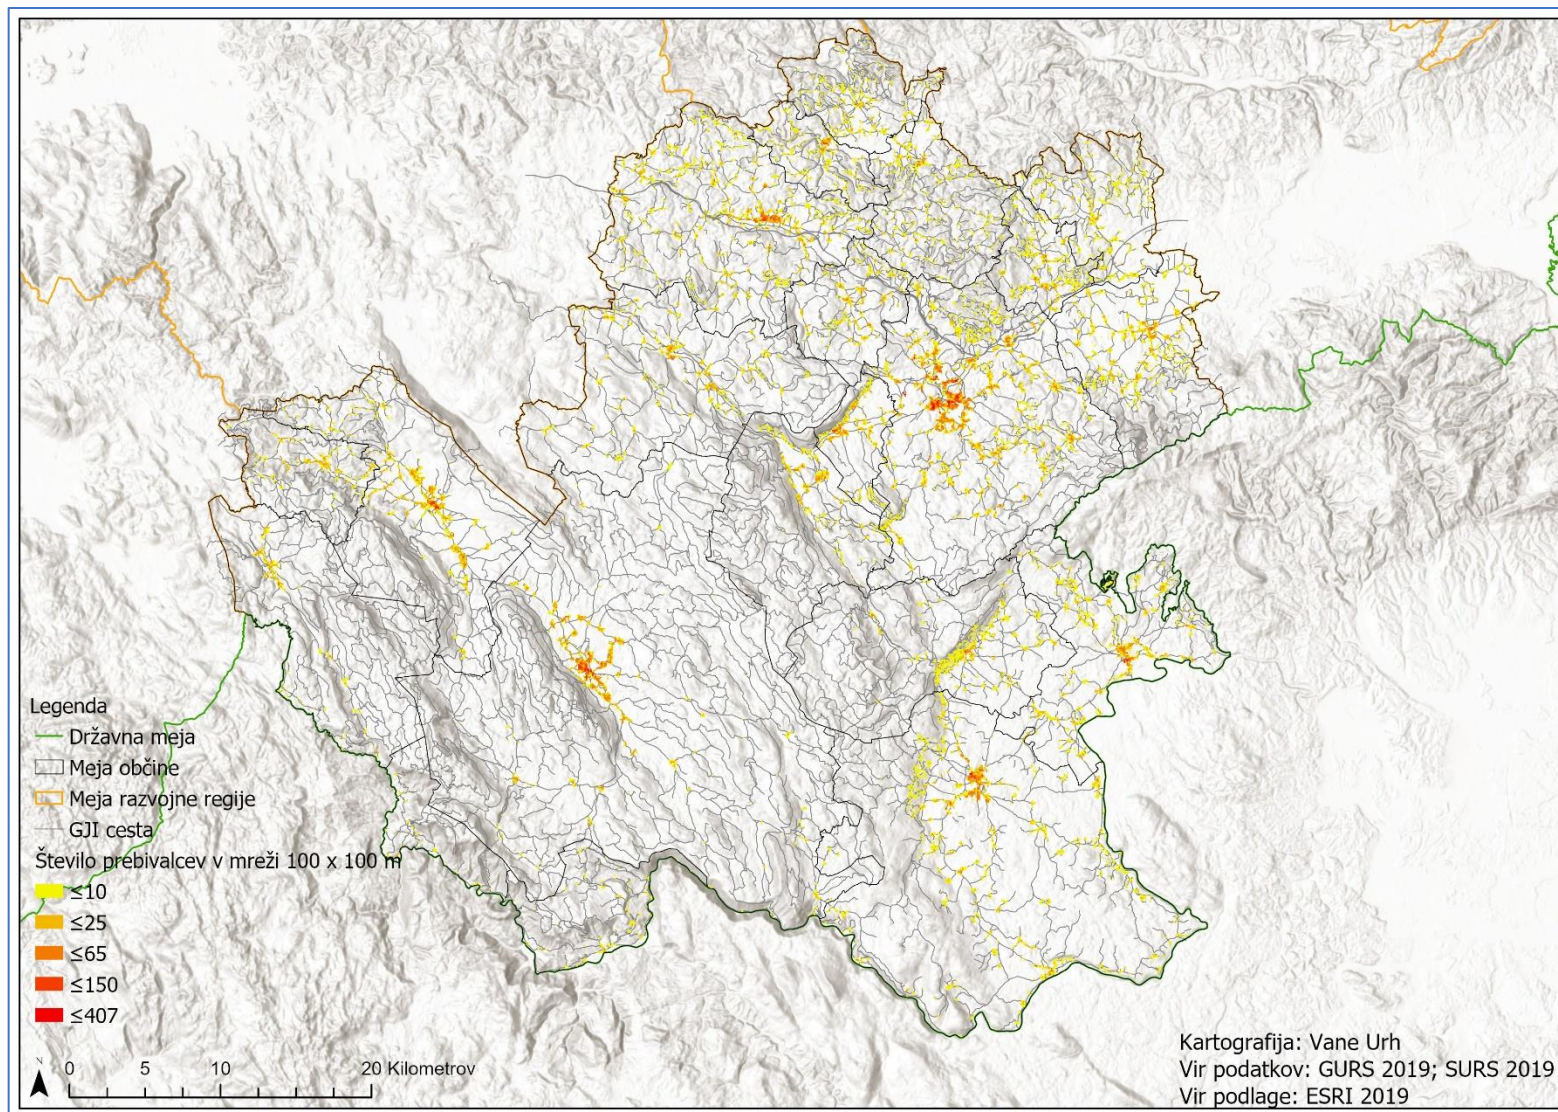 Legenda
Državna meja
Meja občine
Meja razvojne regije
GJI cesta
Število prebivalcev v mreži 100 x 100 m
≤10
≤25
≤65
≤150
≤407
N
0 5 10 20 Kilometrov
Kartografija: Vane Urh
Vir podatkov: GURS 2019; SURS 2019
Vir podlage: ESRI 2019